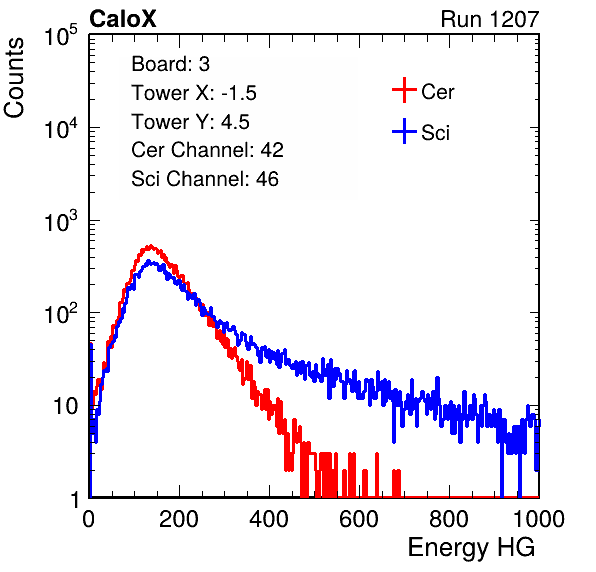 CaloX Run 1207
Counts
10^5
10^4
10^3
10^2
10
1
Board: 3
Tower X: -1.5
Tower Y: 4.5
Cer Channel: 42
Sci Channel: 46
Cer
Sci
0 200 400 600 800 1000
Energy HG